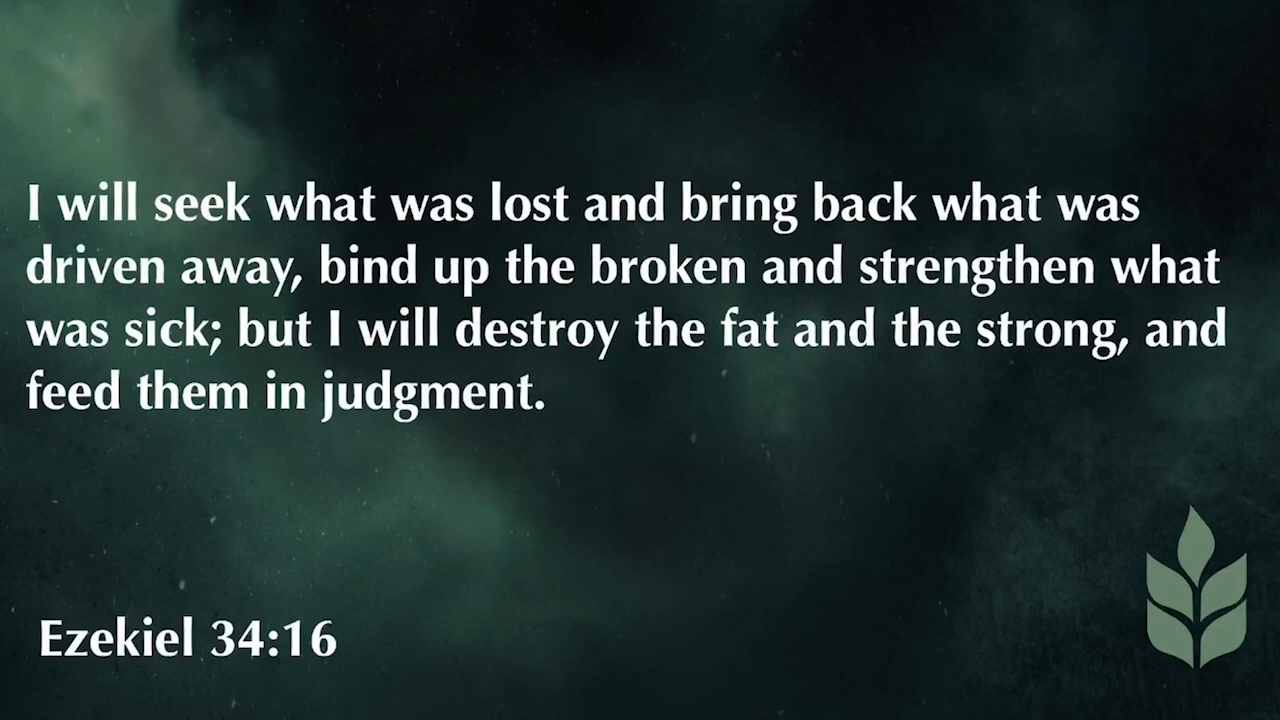 I will seek what was lost and bring back what was
driven away, bind up the broken and strengthen what
was sick; but I will destroy the fat and the strong, and
feed them in judgment.
Ezekiel 34:16